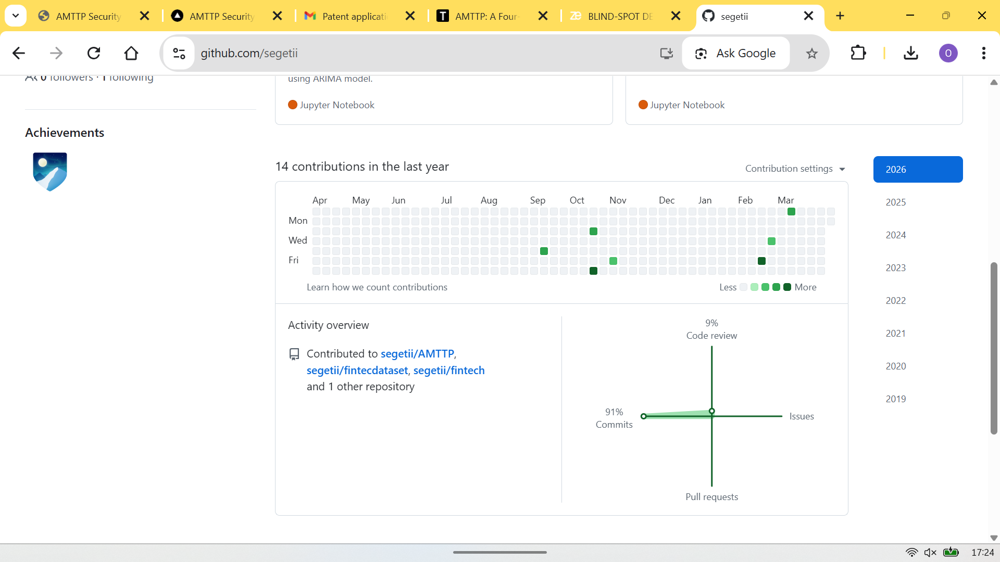 AMTTP Security
AMTTP Security
Patent applicati
AMTTP: A Four-
BLIND-SPOT DE
segetii
github.com/segetii
Ask Google
O
0 followers · 1 following
using ARIMA model.
Jupyter Notebook
Jupyter Notebook
Achievements
14 contributions in the last year
Contribution settings
2026
2025
2024
2023
2022
2021
2020
2019
Apr May Jun Jul Aug Sep Oct Nov Dec Jan Feb Mar
Mon
Wed
Fri
Learn how we count contributions
Less More
Activity overview
Contributed to segetii/AMTTP,
segetii/fintecdataset, segetii/fintech
and 1 other repository
9%
Code review
91%
Commits
Issues
Pull requests
17:24